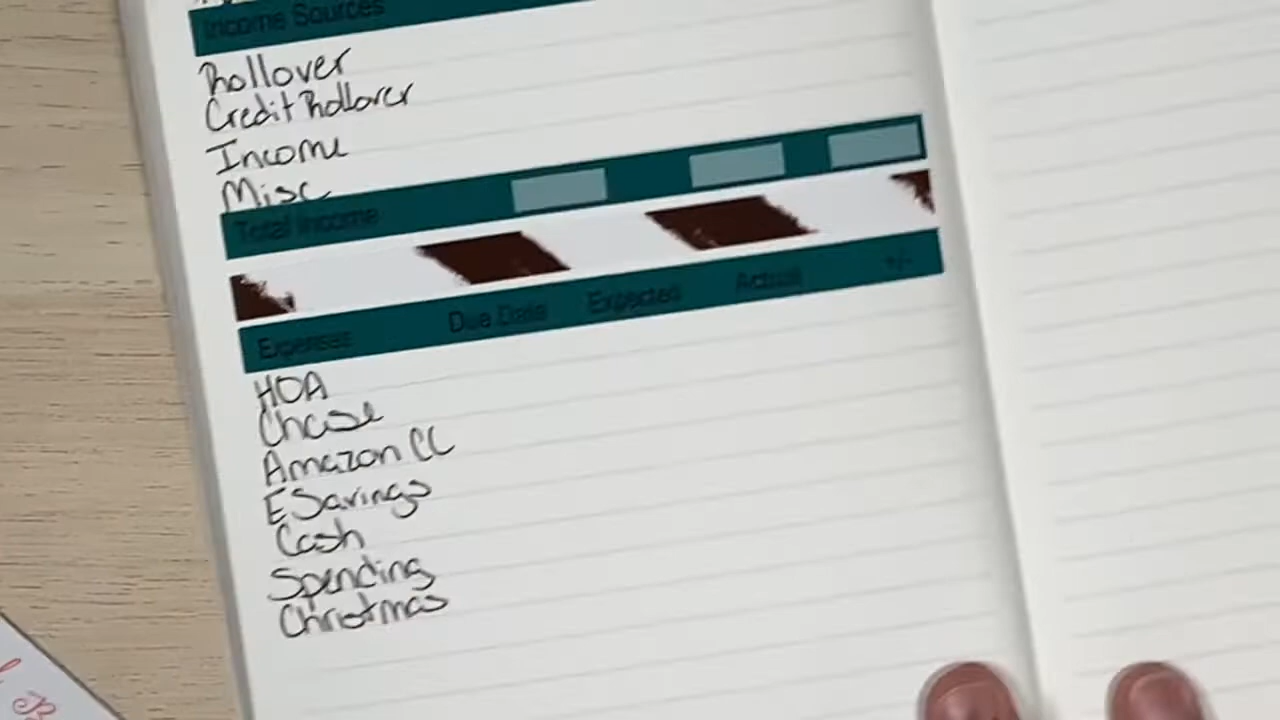 Income Sources
Rollover
Credit Rollover
Income
Misc
Total Income
Expenses Due Date Expected Actual +/-
HOA
Chase
Amazon CC
ESavings
Cash
Spending
Christmas